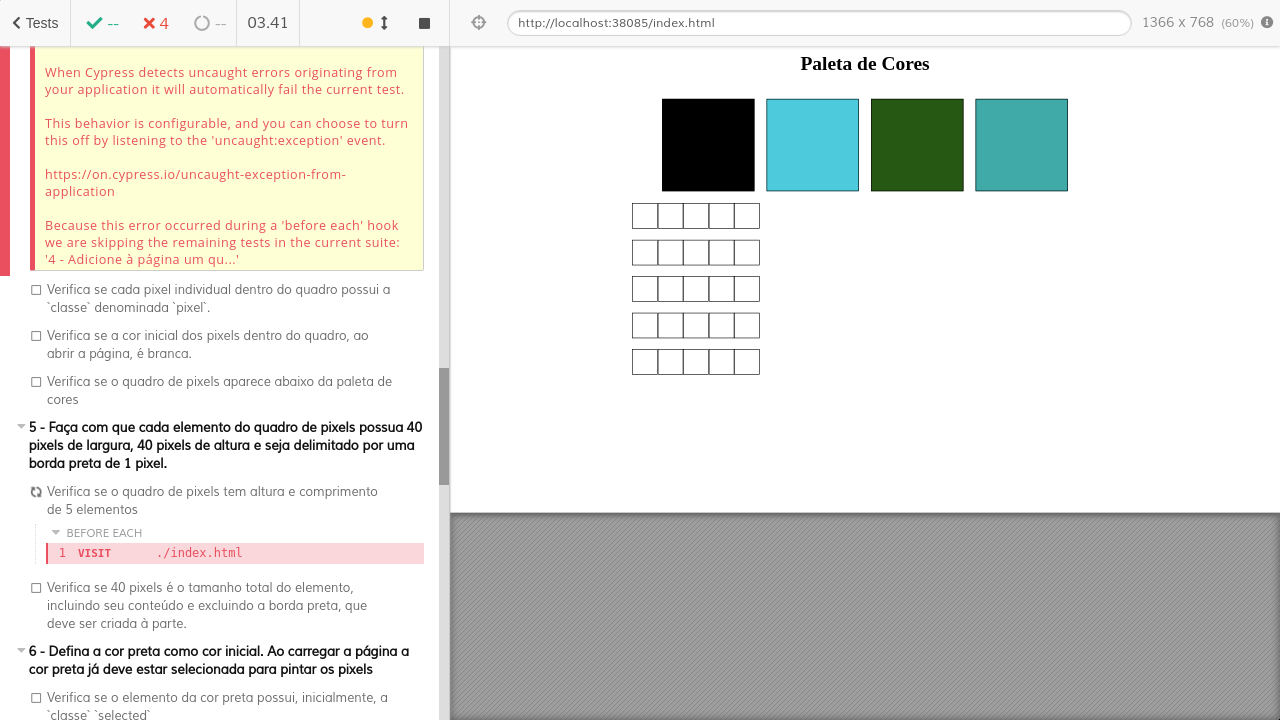 Tests
--
4
--
03.41
http://localhost:38085/index.html
1366 x 768 (60%)
When Cypress detects uncaught errors originating from
your application it will automatically fail the current test.
This behavior is configurable, and you can choose to turn
this off by listening to the 'uncaught:exception' event.
https://on.cypress.io/uncaught-exception-from-
application
Because this error occurred during a 'before each' hook
we are skipping the remaining tests in the current suite:
'4 - Adicione à página um qu...'
Verifica se cada pixel individual dentro do quadro possui a
`classe` denominada `pixel`.
Verifica se a cor inicial dos pixels dentro do quadro, ao
abrir a página, é branca.
Verifica se o quadro de pixels aparece abaixo da paleta de
cores
5 - Faça com que cada elemento do quadro de pixels possua 40
pixels de largura, 40 pixels de altura e seja delimitado por uma
borda preta de 1 pixel.
Verifica se o quadro de pixels tem altura e comprimento
de 5 elementos
BEFORE EACH
1 VISIT ./index.html
Verifica se 40 pixels é o tamanho total do elemento,
incluindo seu conteúdo e excluindo a borda preta, que
deve ser criada à parte.
6 - Defina a cor preta como cor inicial. Ao carregar a página a
cor preta já deve estar selecionada para pintar os pixels
Verifica se o elemento da cor preta possui, inicialmente, a
`classe` `selected`
Paleta de Cores